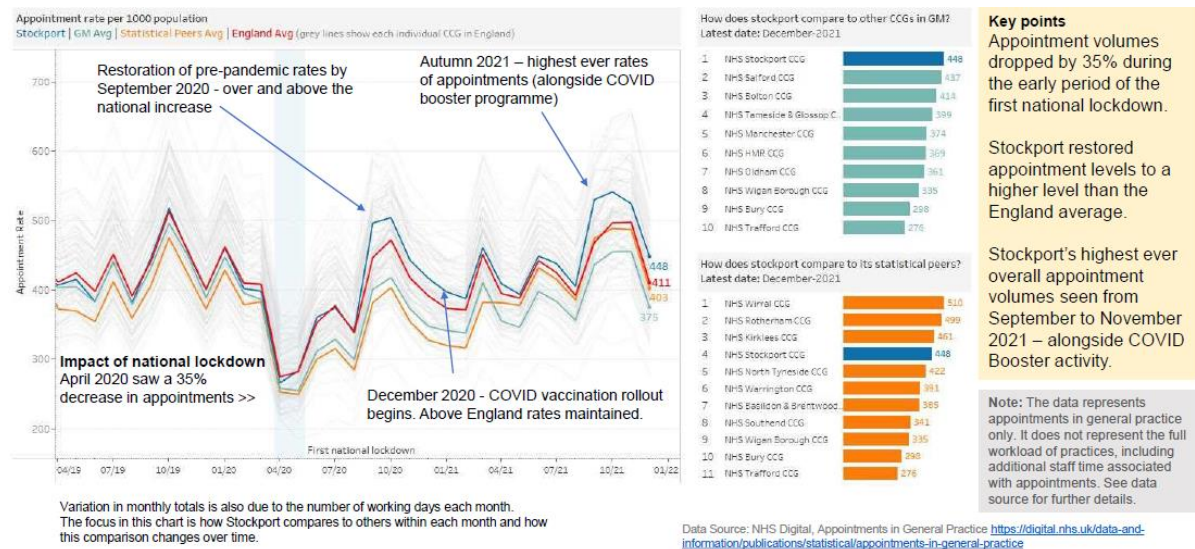 Appointment rate per 1000 population
Stockport | GM Avg | Statistical Peers Avg | England Avg (grey lines show each individual CCG in England)
700
600
500
400
300
200
Appointment Rate
Restoration of pre-pandemic rates by
September 2020 - over and above the
national increase
Autumn 2021 – highest ever rates
of appointments (alongside COVID
booster programme)
448
411
403
375
Impact of national lockdown
April 2020 saw a 35%
decrease in appointments >>
December 2020 - COVID vaccination rollout
begins. Above England rates maintained.
First national lockdown
04/19 07/19 10/19 01/20 04/20 07/20 10/20 01/21 04/21 07/21 10/21 01/22
Variation in monthly totals is also due to the number of working days each month.
The focus in this chart is how Stockport compares to others within each month and how
this comparison changes over time.
How does stockport compare to other CCGs in GM?
Latest date: December-2021
1 NHS Stockport CCG 448
2 NHS Salford CCG 437
3 NHS Bolton CCG 414
4 NHS Tameside & Glossop C.. 399
5 NHS Manchester CCG 374
6 NHS HMR CCG 369
7 NHS Oldham CCG 361
8 NHS Wigan Borough CCG 335
9 NHS Bury CCG 298
10 NHS Trafford CCG 276
How does stockport compare to its statistical peers?
Latest date: December-2021
1 NHS Wirral CCG 510
2 NHS Rotherham CCG 499
3 NHS Kirklees CCG 461
4 NHS Stockport CCG 448
5 NHS North Tyneside CCG 422
6 NHS Warrington CCG 391
7 NHS Basildon & Brentwood.. 385
8 NHS Southend CCG 341
9 NHS Wigan Borough CCG 335
10 NHS Bury CCG 298
11 NHS Trafford CCG 276
Key points
Appointment volumes
dropped by 35% during
the early period of the
first national lockdown.
Stockport restored
appointment levels to a
higher level than the
England average.
Stockport's highest ever
overall appointment
volumes seen from
September to November
2021 – alongside COVID
Booster activity.
Note: The data represents
appointments in general practice
only. It does not represent the full
workload of practices, including
additional staff time associated
with appointments. See data
source for further details.
Data Source: NHS Digital, Appointments in General Practice https://digital.nhs.uk/data-and-
information/publications/statistical/appointments-in-general-practice